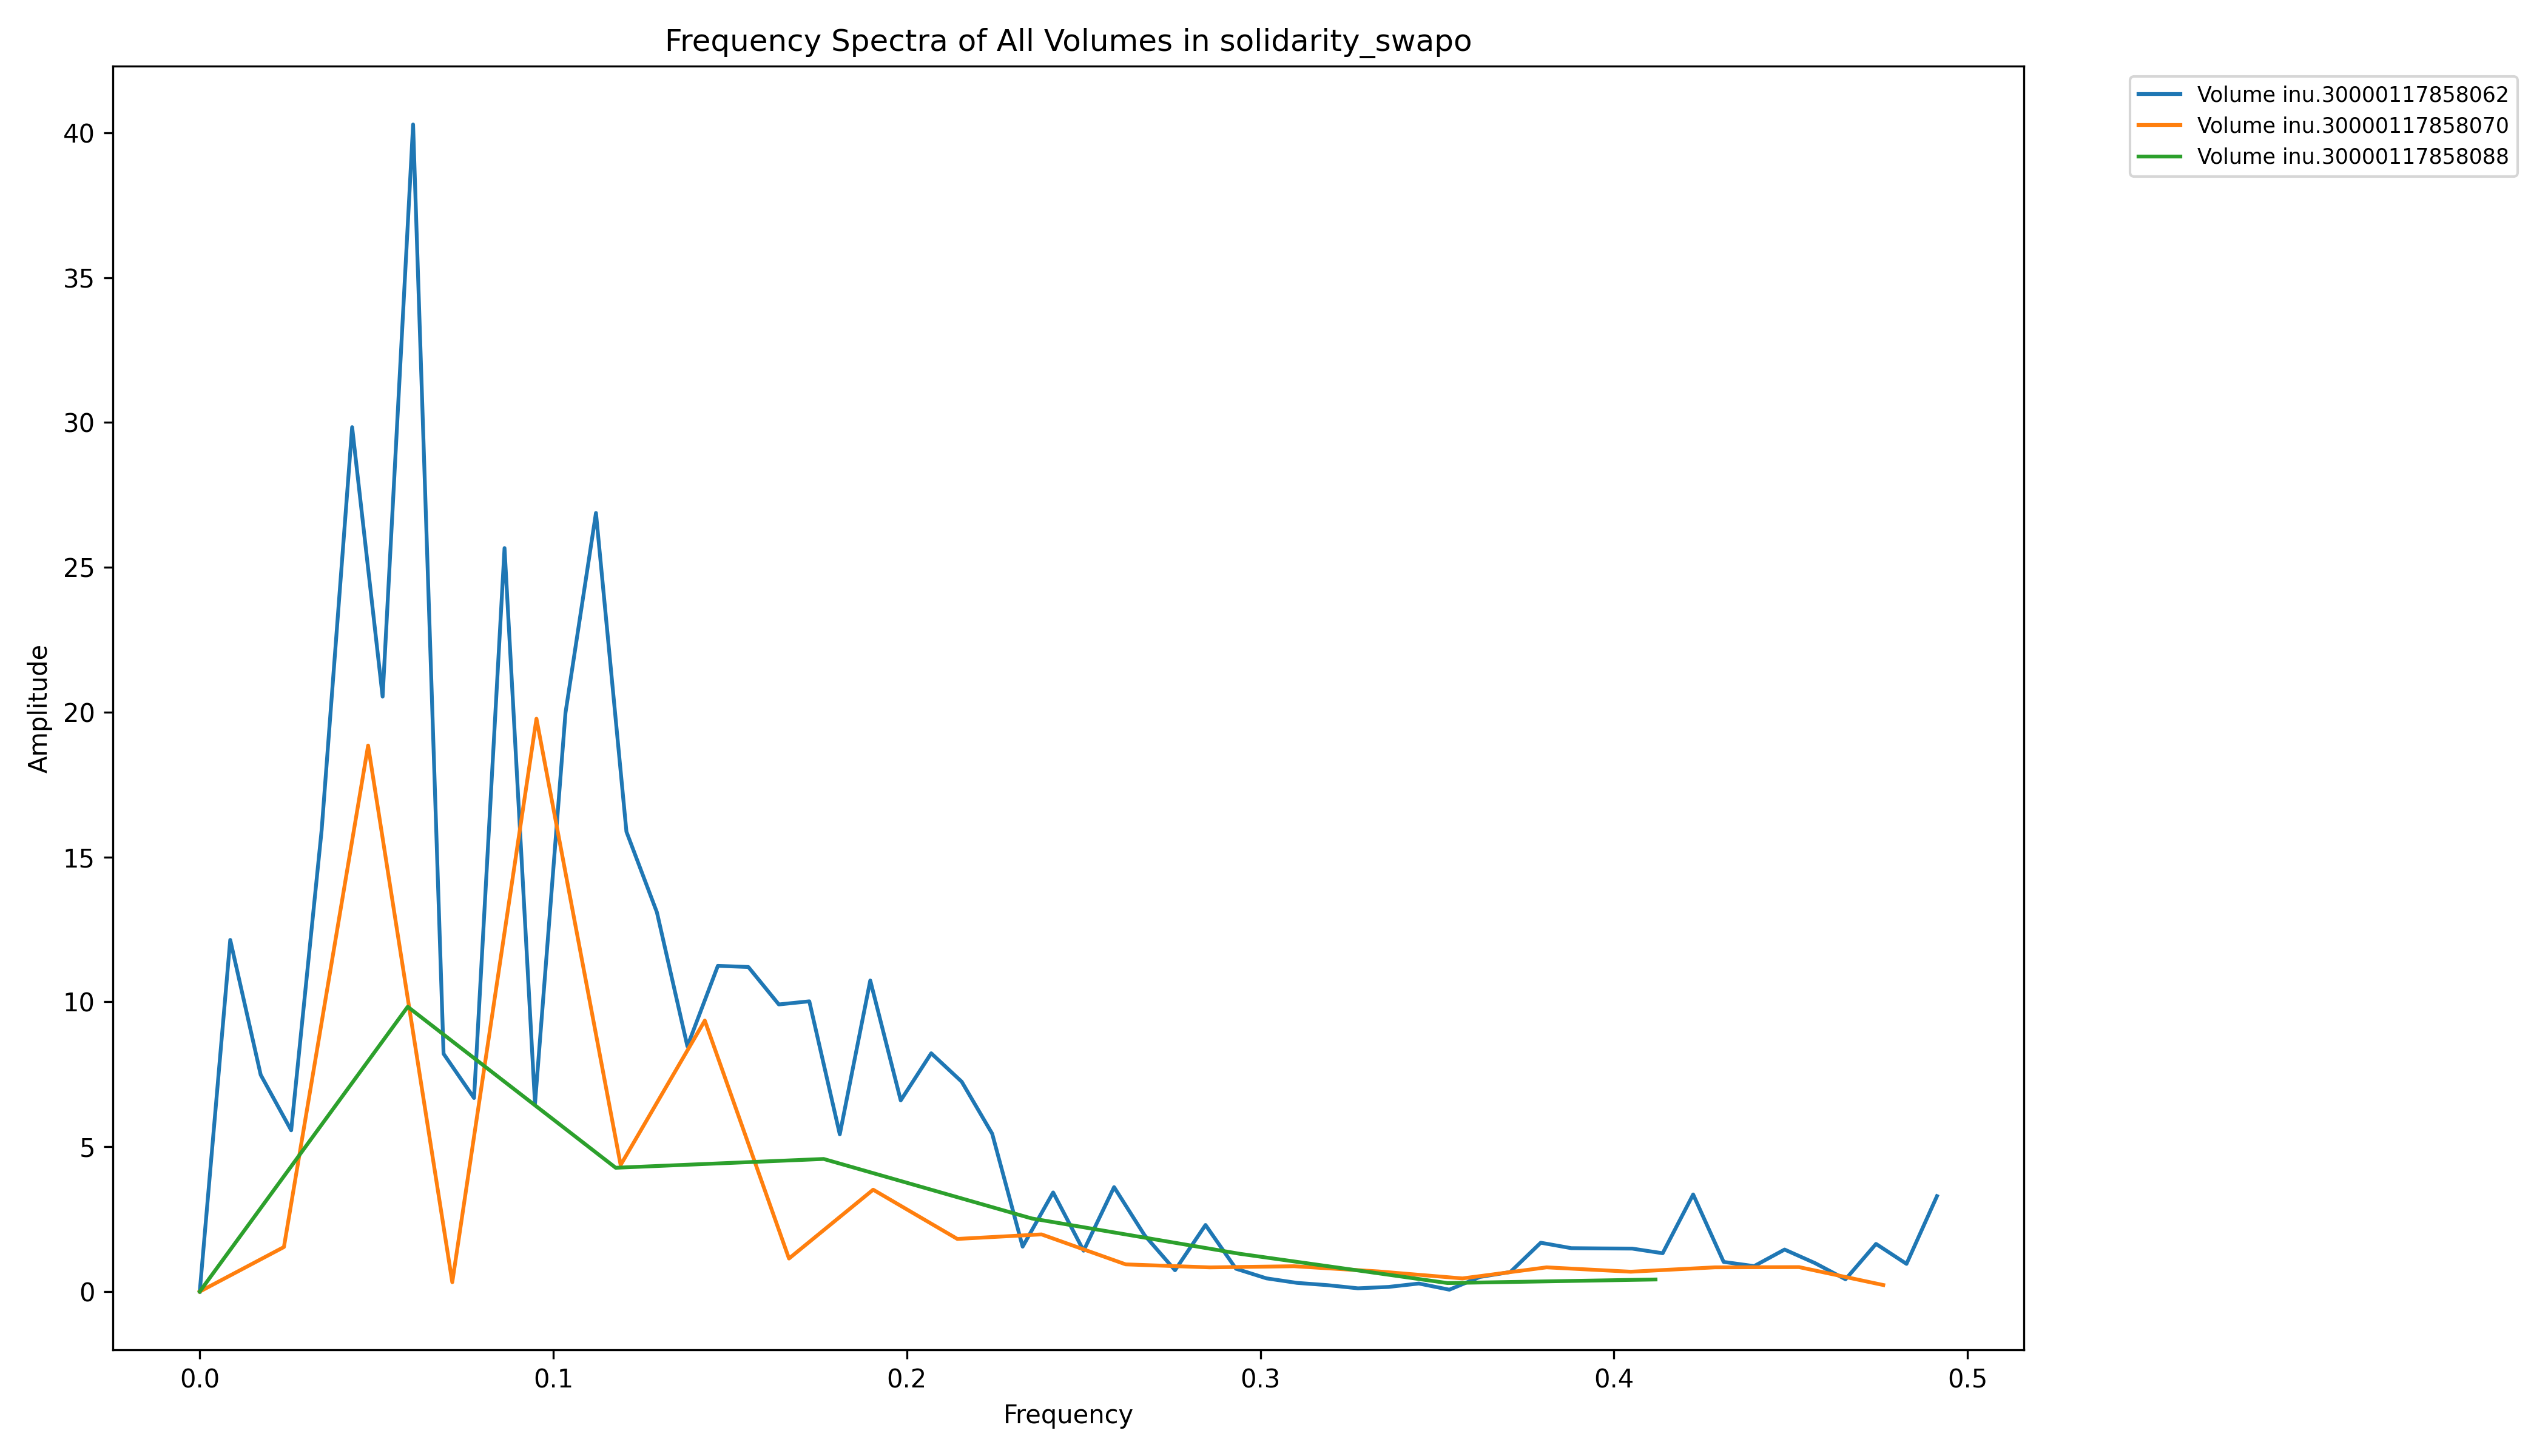 Frequency Spectra of All Volumes in solidarity_swapo
Volume inu.30000117858062
Volume inu.30000117858070
Volume inu.30000117858088
40
35
30
25
20
15
10
5
0
Amplitude
0.0 0.1 0.2 0.3 0.4 0.5
Frequency